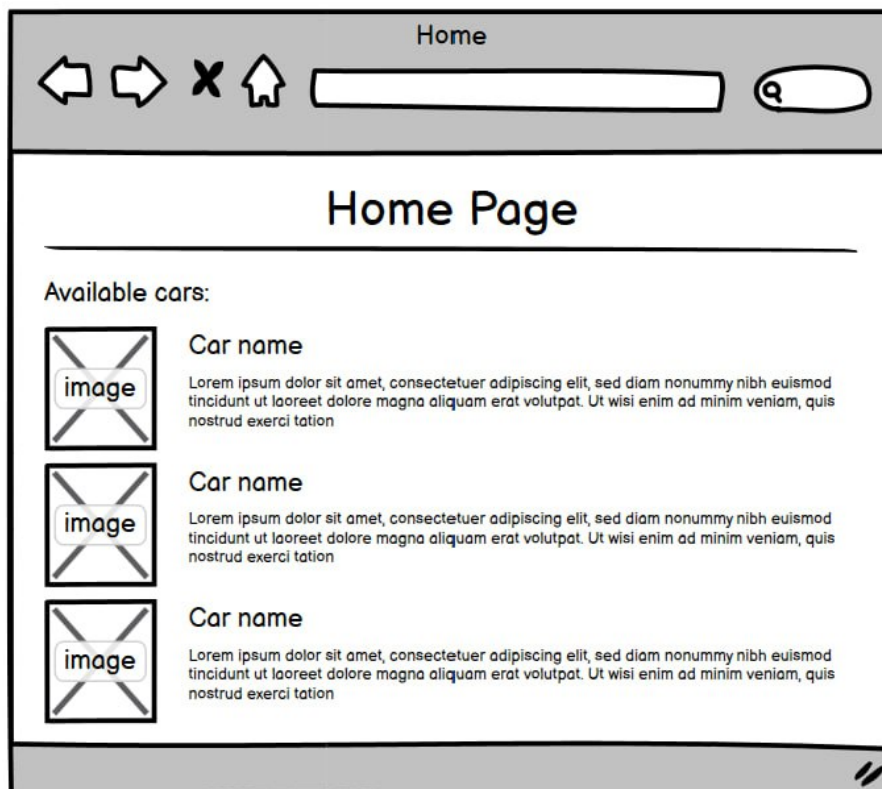 Home
Home Page
Available cars:
image
Car name
Lorem ipsum dolor sit amet, consectetuer adipiscing elit, sed diam nonummy nibh euismod
tincidunt ut laoreet dolore magna aliquam erat volutpat. Ut wisi enim ad minim veniam, quis
nostrud exerci tation
image
Car name
Lorem ipsum dolor sit amet, consectetuer adipiscing elit, sed diam nonummy nibh euismod
tincidunt ut laoreet dolore magna aliquam erat volutpat. Ut wisi enim ad minim veniam, quis
nostrud exerci tation
image
Car name
Lorem ipsum dolor sit amet, consectetuer adipiscing elit, sed diam nonummy nibh euismod
tincidunt ut laoreet dolore magna aliquam erat volutpat. Ut wisi enim ad minim veniam, quis
nostrud exerci tation